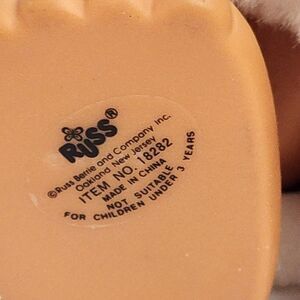 RUSS®
©Russ Berrie and Company Inc.
Oakland New Jersey
ITEM NO. 18282
MADE IN CHINA
NOT SUITABLE
FOR CHILDREN UNDER 3 YEARS